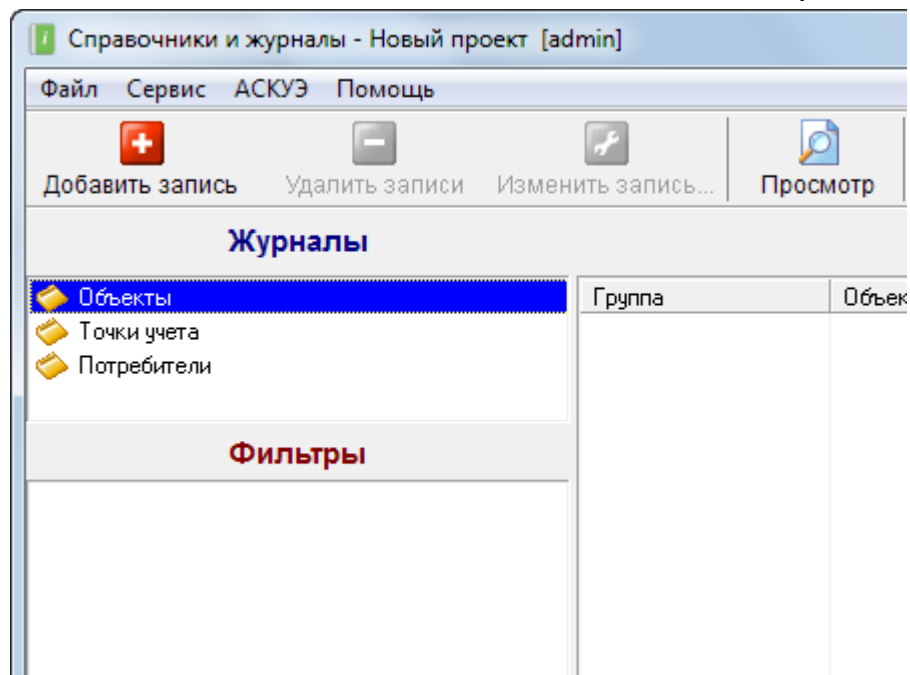 Справочники и журналы - Новый проект [admin]
Файл Сервис АСКУЭ Помощь
Добавить запись Удалить записи Изменить запись... Просмотр
Журналы
Объекты
Точки учета
Потребители
Группа Объек
Фильтры